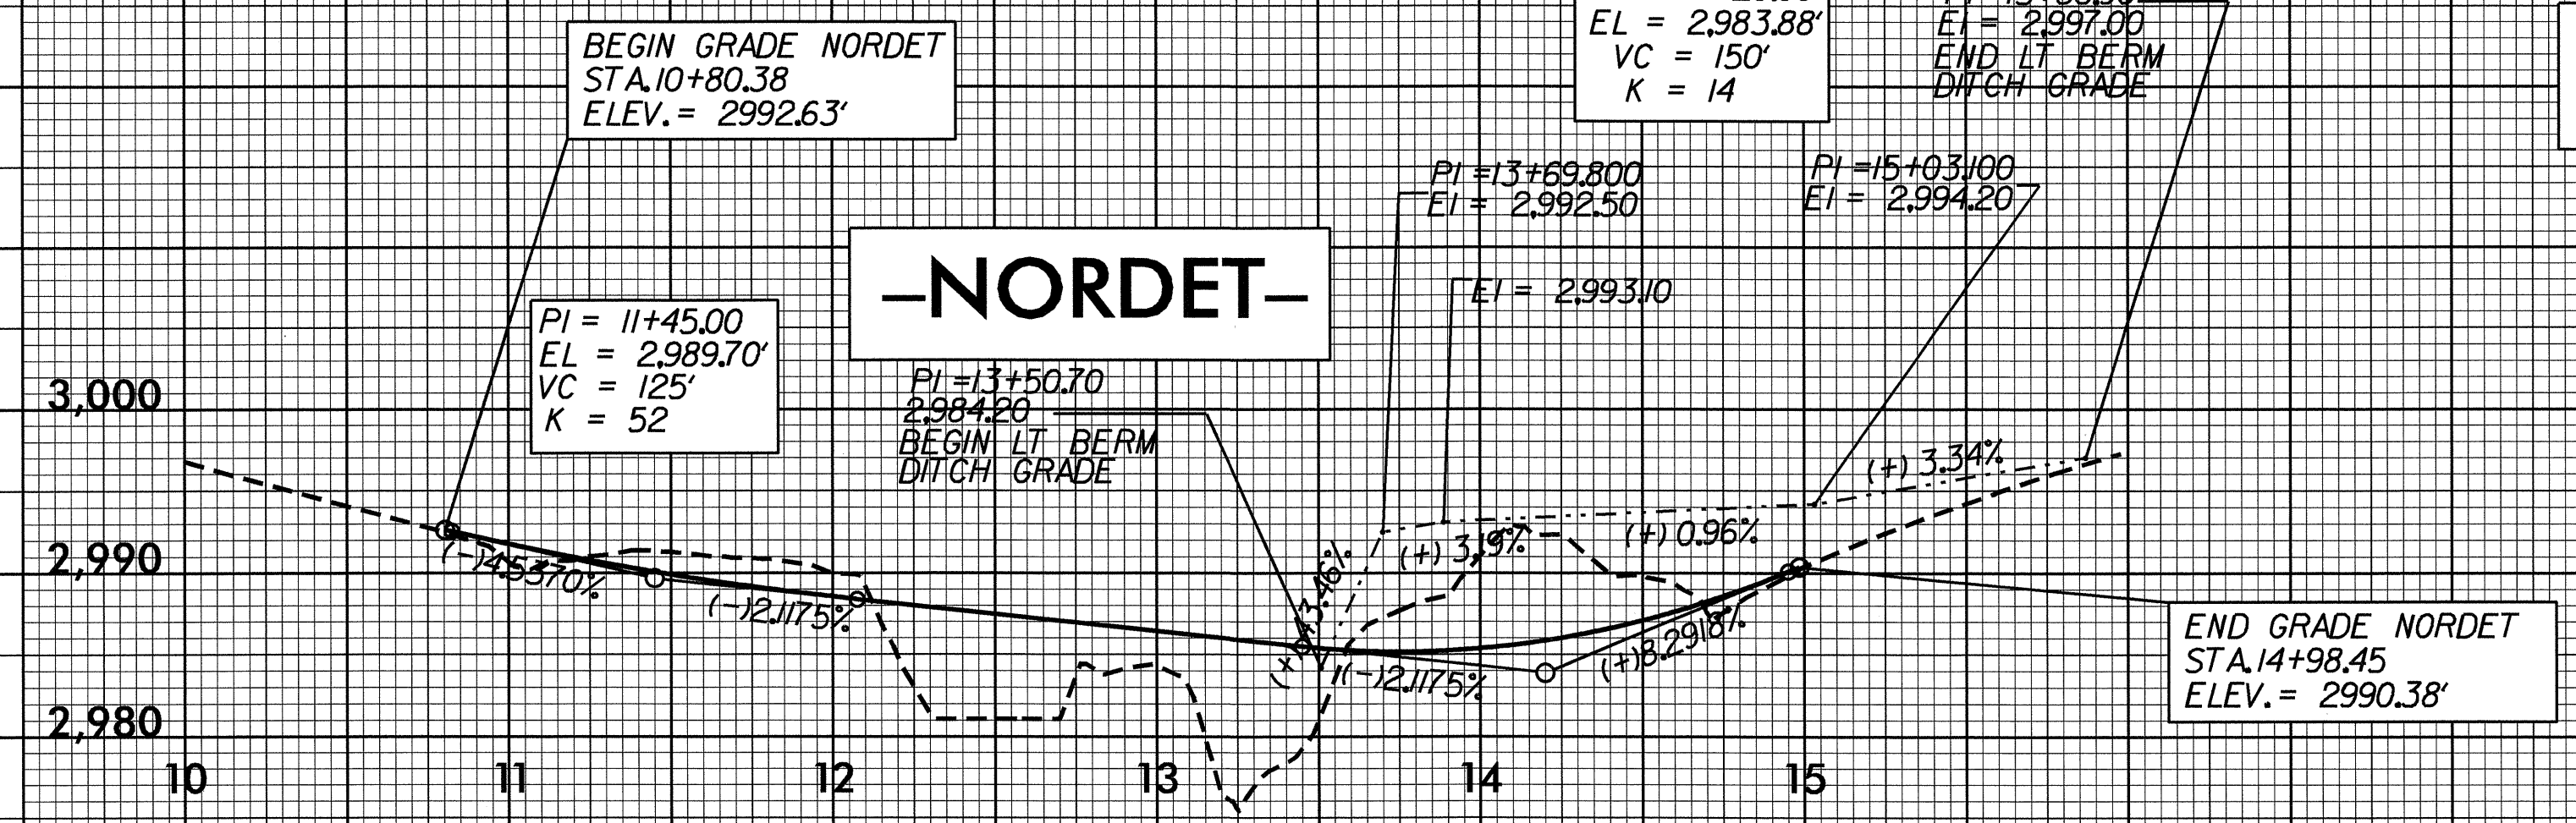 BEGIN GRADE NORDET
STA.10+80.38
ELEV.= 2992.63'
EL = 2,983.88'
VC = 150'
K = 14
EI = 2,997.00
END LT BERM
DITCH GRADE
PI =13+69.800
EI = 2,992.50
PI =15+03.100
EI = 2,994.20
-NORDET-
EI = 2,993.10
PI = 11+45.00
EL = 2,989.70'
VC = 125'
K = 52
PI =13+50.70
2,984.20
BEGIN LT BERM
DITCH GRADE
3,000
2,990
2,980
(-)4.5370%
(-)2.1175%
(+) 3.19%
(+) 0.96%
(+) 3.34%
(-)2.1175%
(+)8.2918%
END GRADE NORDET
STA.14+98.45
ELEV.= 2990.38'
10
11
12
13
14
15